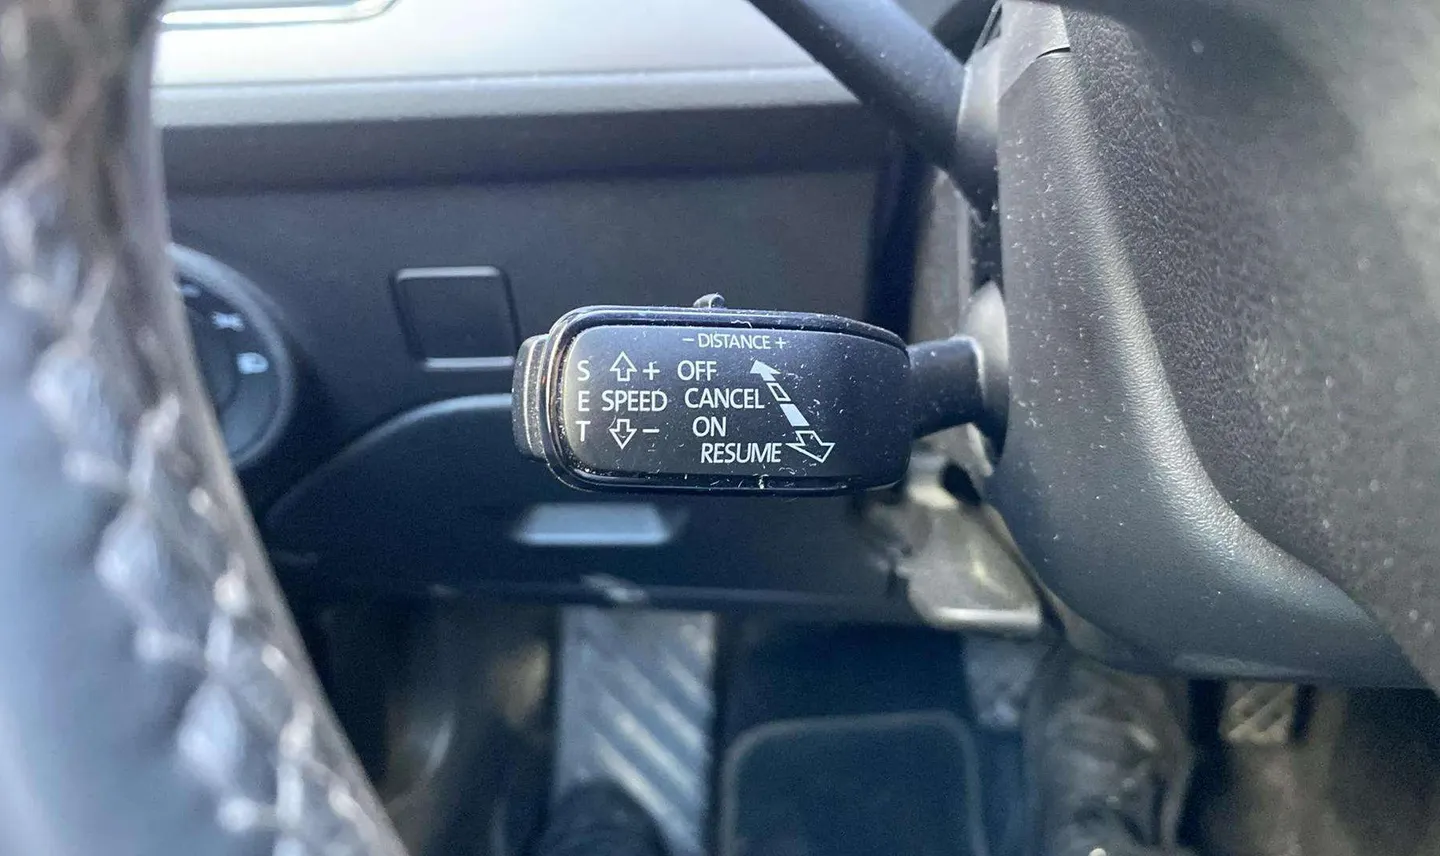 − DISTANCE +
S + OFF
E SPEED CANCEL
T − ON
RESUME